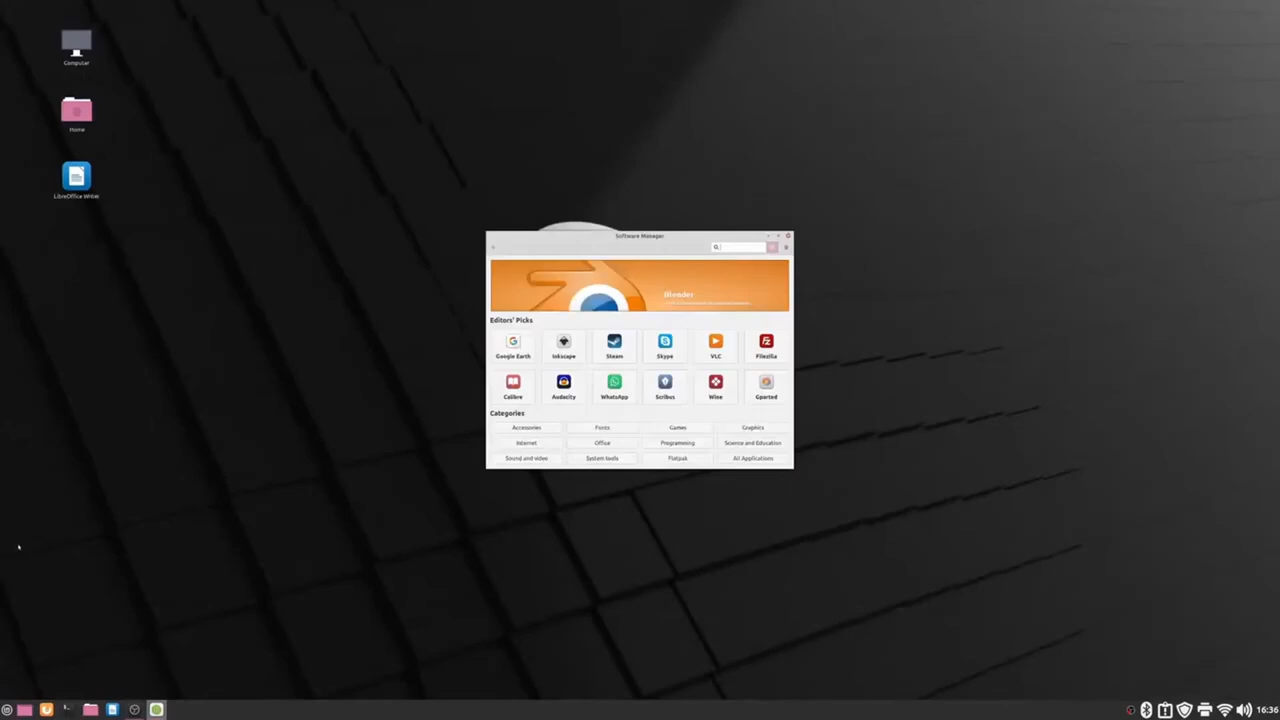 Computer
Home
LibreOffice Writer
Software Manager
Blender
Editors' Picks
Google Earth
Inkscape
Steam
Skype
VLC
Filezilla
Calibre
Audacity
WhatsApp
Scribus
Wine
Gparted
Categories
Accessories
Fonts
Games
Graphics
Internet
Office
Programming
Science and Education
Sound and video
System tools
Flatpak
All Applications
16:36